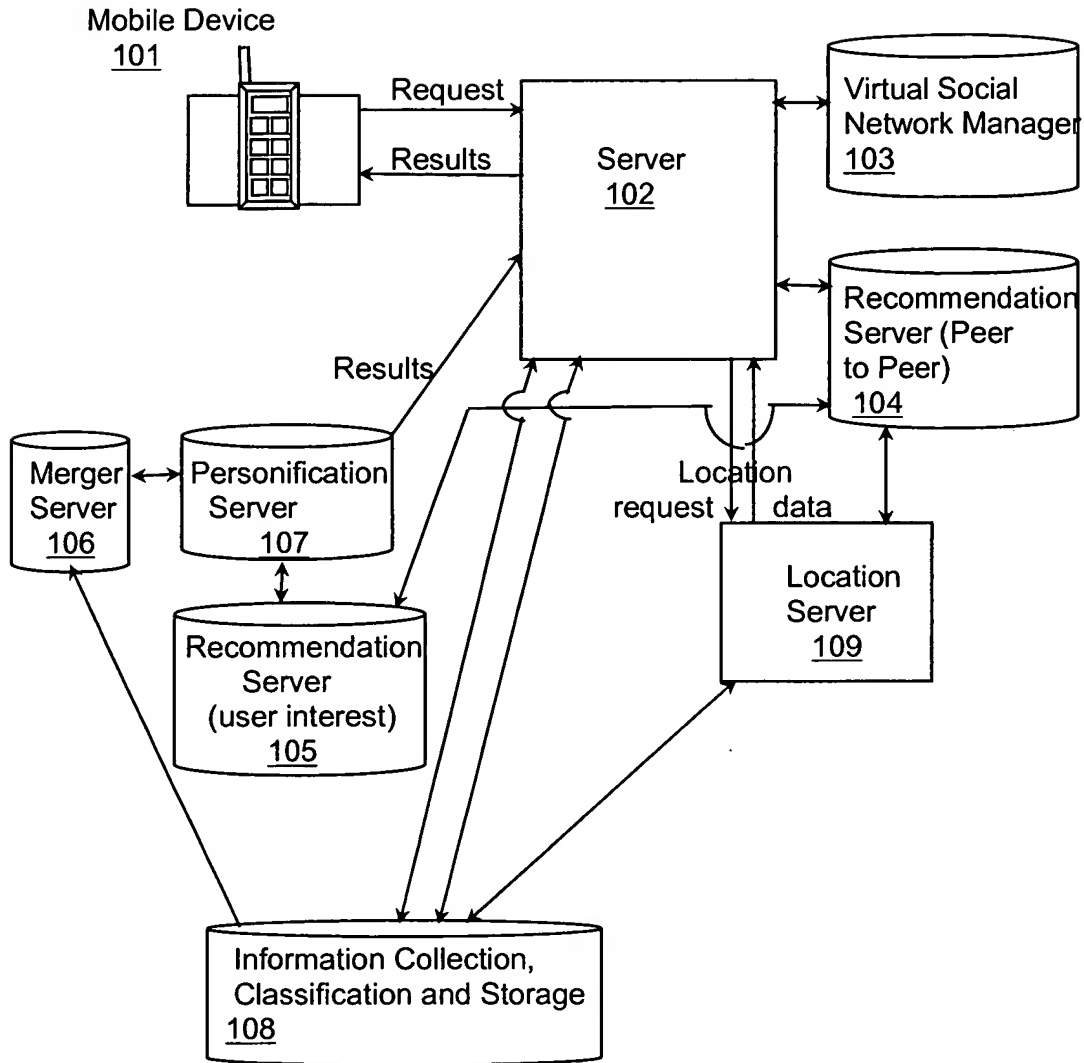 Mobile Device
101
Request
Results
Server
102
Virtual Social
Network Manager
103
Recommendation
Server (Peer
to Peer)
104
Results
Merger
Server
106
Personification
Server
107
Location
request
data
Location
Server
109
Recommendation
Server
(user interest)
105
Information Collection,
Classification and Storage
108